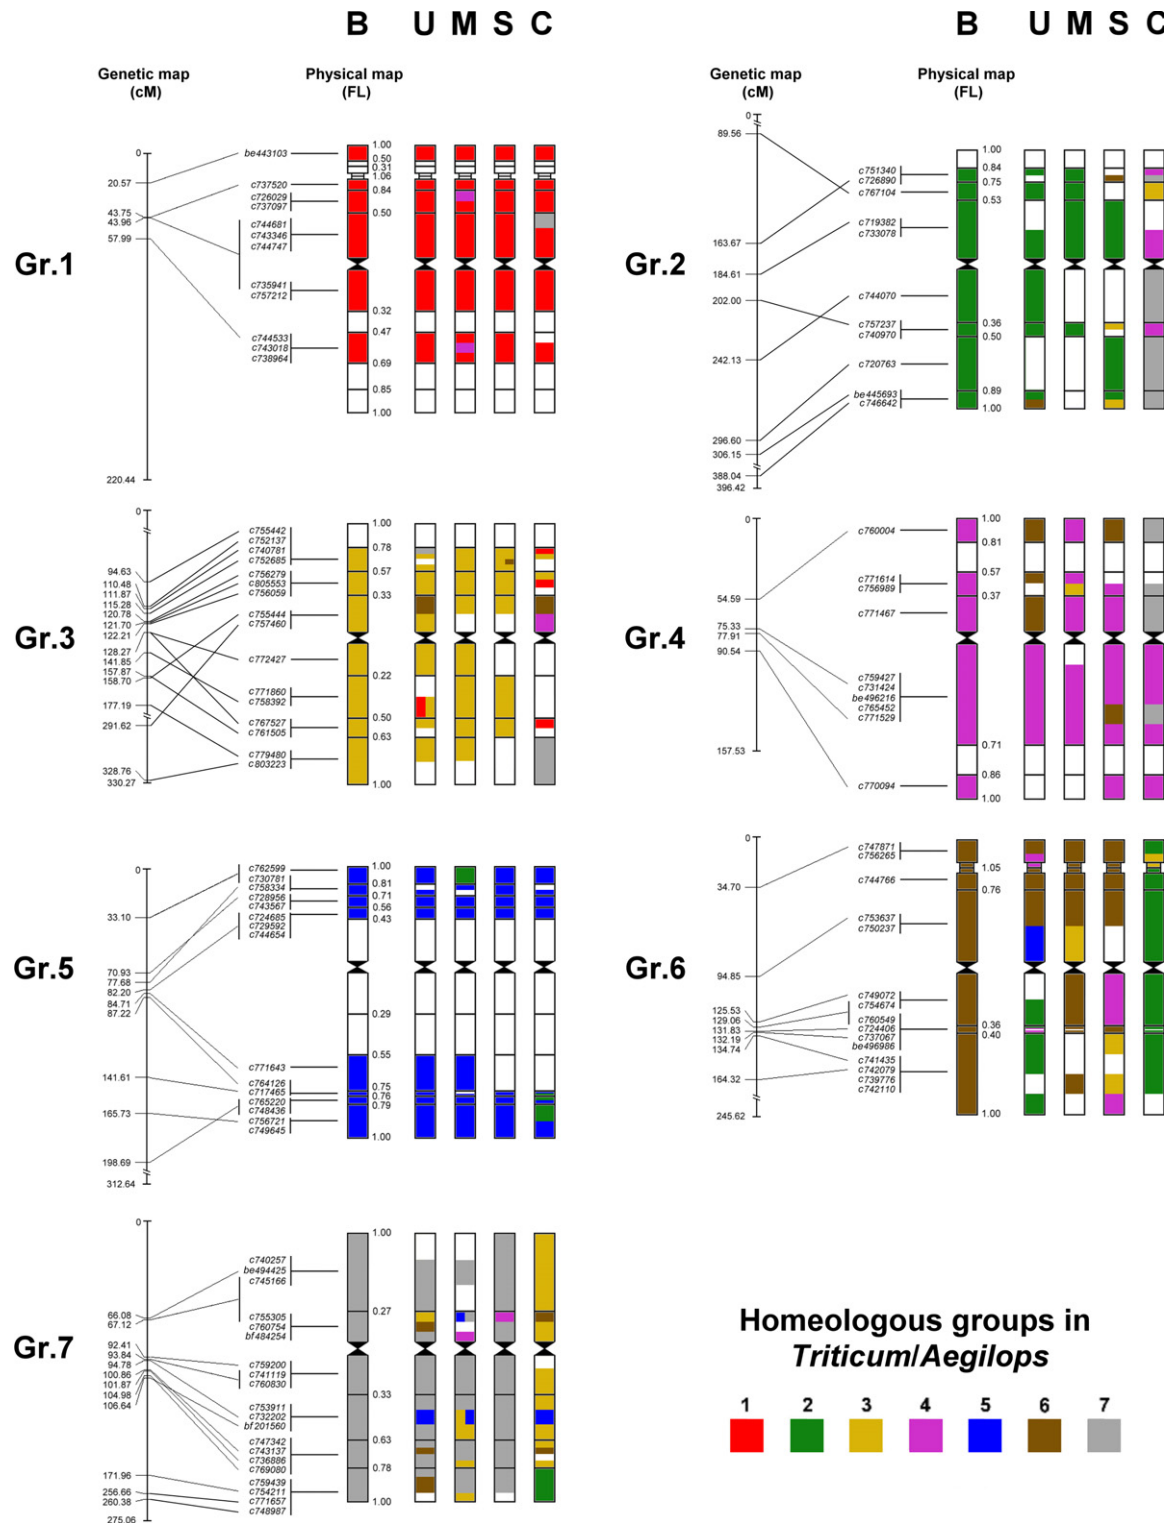 B U M S C
B U M S C
Genetic map
(cM)
Physical map
(FL)
Genetic map
(cM)
Physical map
(FL)
Gr.1
0
20.57
43.75
43.96
57.99
220.44
be443103
c737520
c726029
c737097
c744681
c743346
c744747
c735941
c757212
c744533
c743018
c738964
1.00
0.50
0.31
1.06
0.84
0.50
0.32
0.47
0.69
0.85
1.00
Gr.2
0
89.56
163.67
184.61
202.00
242.13
296.60
306.15
388.04
396.42
c751340
c726890
c767104
c719382
c733078
c744070
c757237
c740970
c720763
be445693
c746642
1.00
0.84
0.75
0.53
0.36
0.50
0.89
1.00
Gr.3
0
94.63
110.48
111.87
115.28
120.78
121.70
122.21
128.27
141.85
157.87
158.70
177.19
291.62
328.76
330.27
c755442
c752137
c740781
c752685
c756279
c805553
c756059
c755444
c757460
c772427
c771860
c758392
c767527
c761505
c779480
c803223
1.00
0.78
0.57
0.33
0.22
0.50
0.63
1.00
Gr.4
0
54.59
75.33
77.91
90.54
157.53
c760004
c771614
c756989
c771467
c759427
c731424
be496216
c765452
c771529
c770094
1.00
0.81
0.57
0.37
0.71
0.86
1.00
Gr.5
0
33.10
70.93
77.68
82.20
84.71
87.22
141.61
165.73
198.69
312.64
c762599
c730781
c758334
c728956
c743567
c724685
c729592
c744654
c771643
c764126
c717465
c765220
c748436
c756721
c749645
1.00
0.81
0.71
0.56
0.43
0.29
0.55
0.75
0.76
0.79
1.00
Gr.6
0
34.70
94.85
125.53
129.06
131.83
132.19
134.74
164.32
245.62
c747871
c756265
c744766
c753637
c750237
c749072
c754674
c760549
c724406
c737067
be496986
c741435
c742079
c739776
c742110
1.05
0.76
0.36
0.40
1.00
Gr.7
0
66.08
67.12
92.41
93.84
94.78
100.86
101.87
104.98
106.64
171.96
256.66
260.38
275.06
c740257
be494425
c745166
c755305
c760754
bf484254
c759200
c741119
c760830
c753911
c732202
bf201560
c747342
c743137
c736886
c769080
c759439
c754211
c771657
c748987
1.00
0.27
0.33
0.63
0.78
1.00
Homeologous groups in
Triticum/Aegilops
1 2 3 4 5 6 7